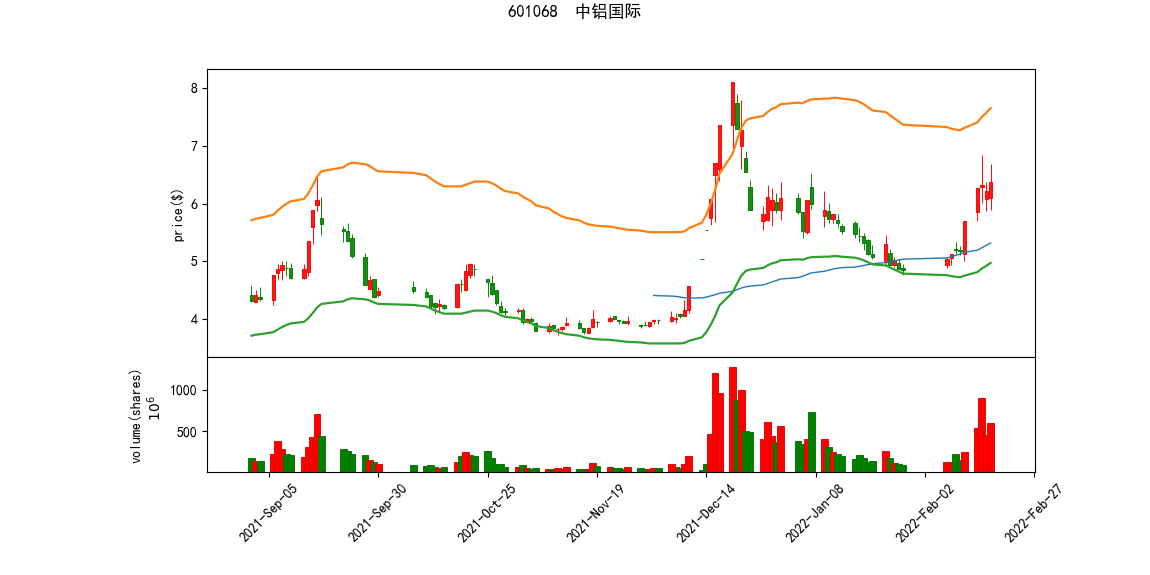 601068 中铝国际
price($)
8
7
6
5
4
volume(shares)
10^6
1000
500
2021-Sep-05
2021-Sep-30
2021-Oct-25
2021-Nov-19
2021-Dec-14
2022-Jan-08
2022-Feb-02
2022-Feb-27